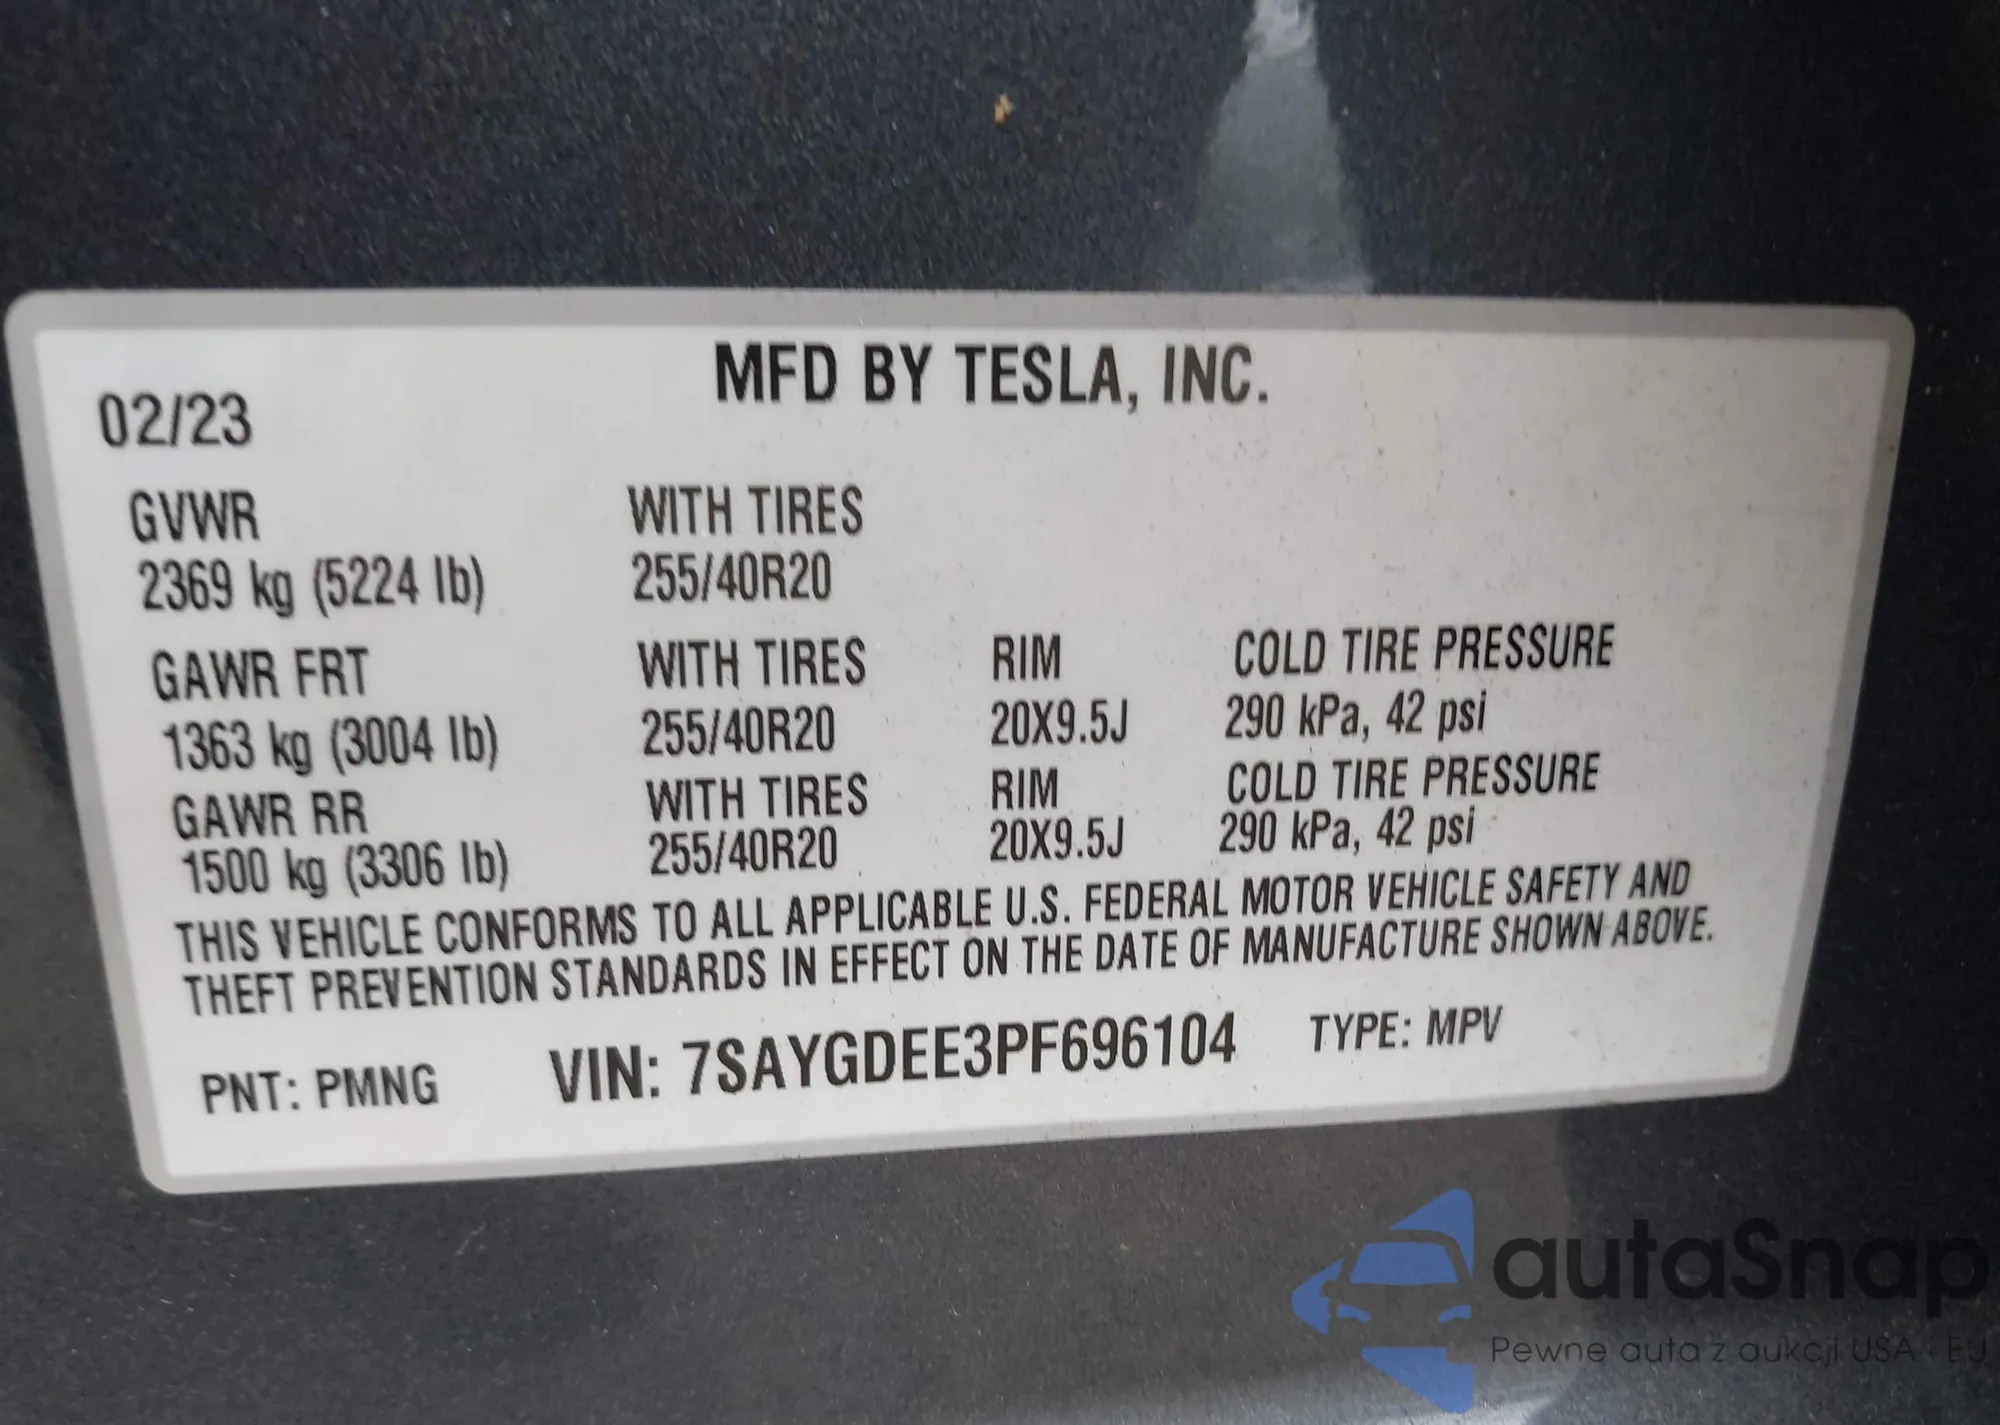 MFD BY TESLA, INC.
02/23
GVWR WITH TIRES
2369 kg (5224 lb) 255/40R20
GAWR FRT WITH TIRES RIM COLD TIRE PRESSURE
1363 kg (3004 lb) 255/40R20 20X9.5J 290 kPa, 42 psi
GAWR RR WITH TIRES RIM COLD TIRE PRESSURE
1500 kg (3306 lb) 255/40R20 20X9.5J 290 kPa, 42 psi
THIS VEHICLE CONFORMS TO ALL APPLICABLE U.S. FEDERAL MOTOR VEHICLE SAFETY AND
THEFT PREVENTION STANDARDS IN EFFECT ON THE DATE OF MANUFACTURE SHOWN ABOVE.
PNT: PMNG VIN: 7SAYGDEE3PF696104 TYPE: MPV
autaSnap
Pewne auta z aukcji USA i EU